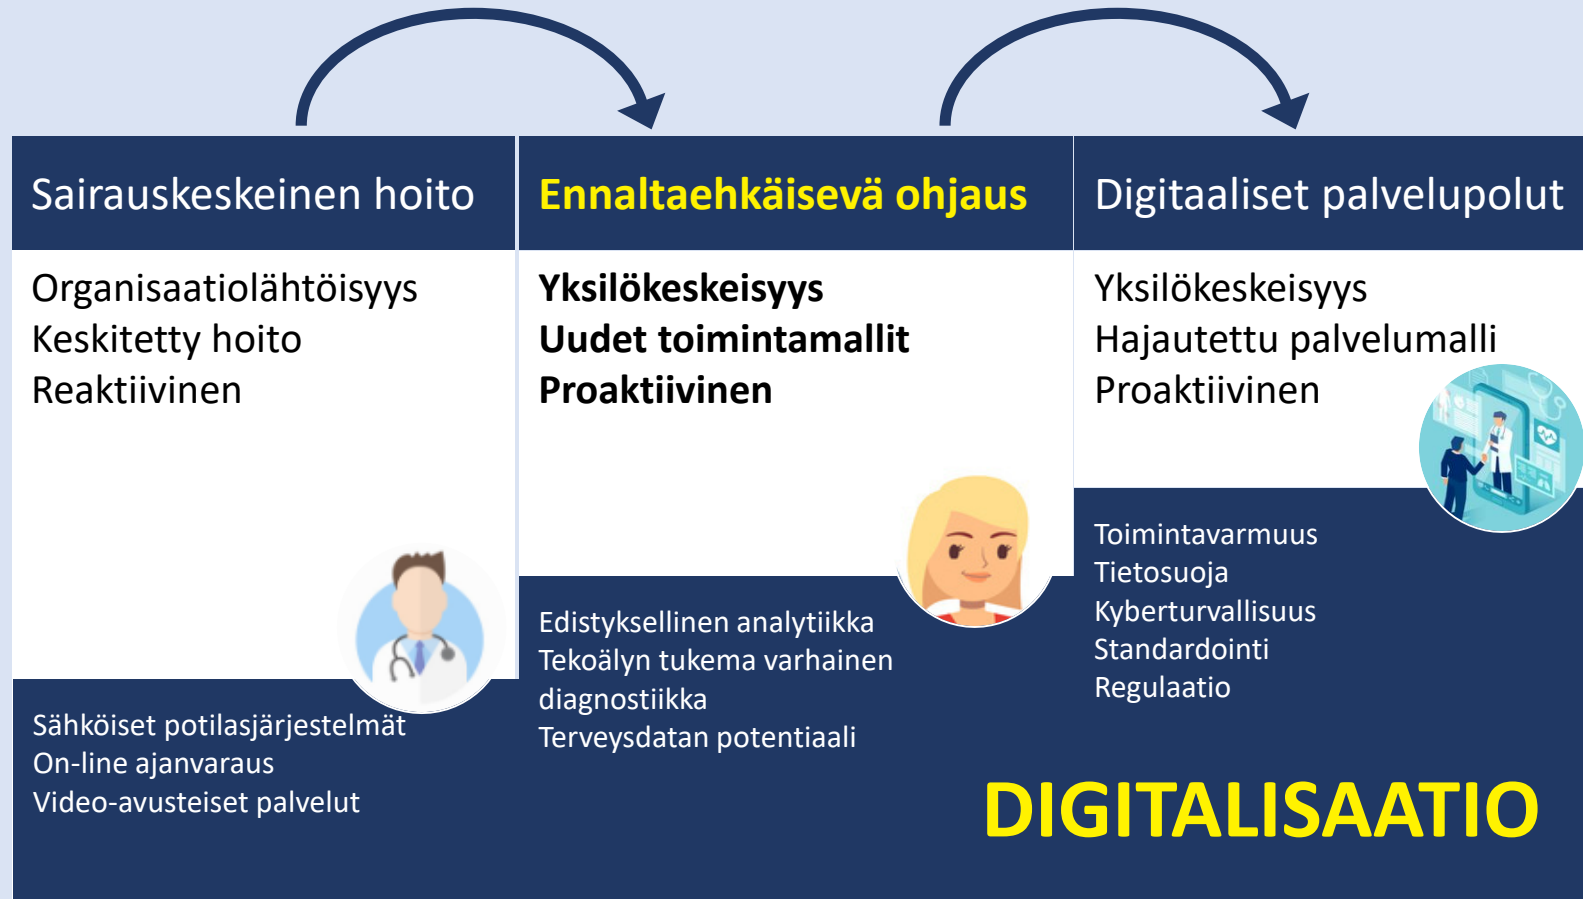 Sairauskeskeinen hoito
Organisaatiolähtöisyys
Keskitetty hoito
Reaktiivinen
Sähköiset potilasjärjestelmät
On-line ajanvaraus
Video-avusteiset palvelut
Ennaltaehkäisevä ohjaus
Yksilökeskeisyys
Uudet toimintamallit
Proaktiivinen
Edistyksellinen analytiikka
Tekoälyn tukema varhainen
diagnostiikka
Terveysdatan potentiaali
Digitaaliset palvelupolut
Yksilökeskeisyys
Hajautettu palvelumalli
Proaktiivinen
Toimintavarmuus
Tietosuoja
Kyberturvallisuus
Standardointi
Regulaatio
DIGITALISAATIO